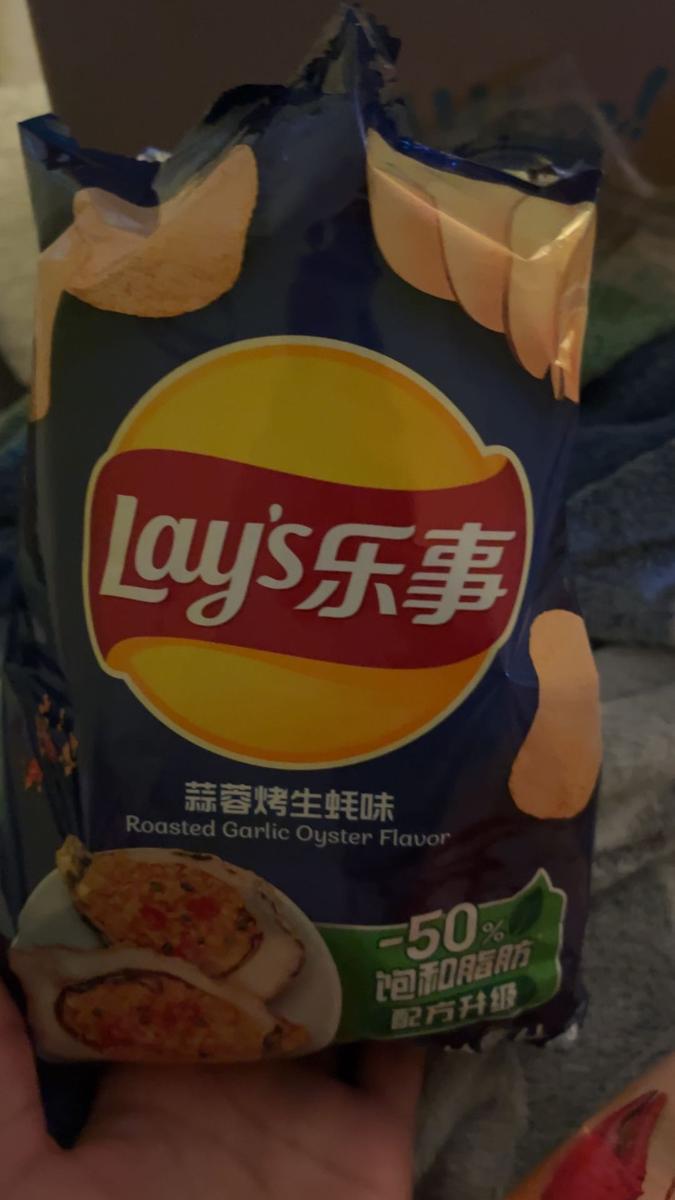 Lay's乐事
蒜蓉烤生蚝味
Roasted Garlic Oyster Flavor
-50%
饱和脂肪
配方升级